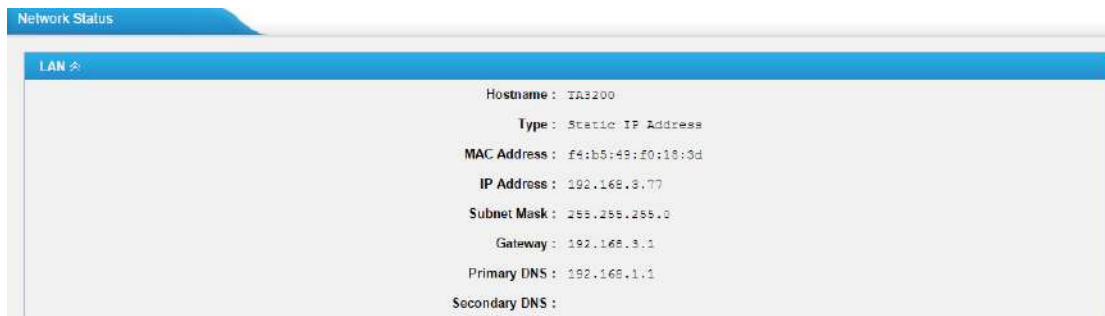 Network Status
LAN
Hostname : TA3200
Type : Static IP Address
MAC Address : f4:b5:49:f0:18:3d
IP Address : 192.168.3.77
Subnet Mask : 255.255.255.0
Gateway : 192.168.3.1
Primary DNS : 192.168.1.1
Secondary DNS :